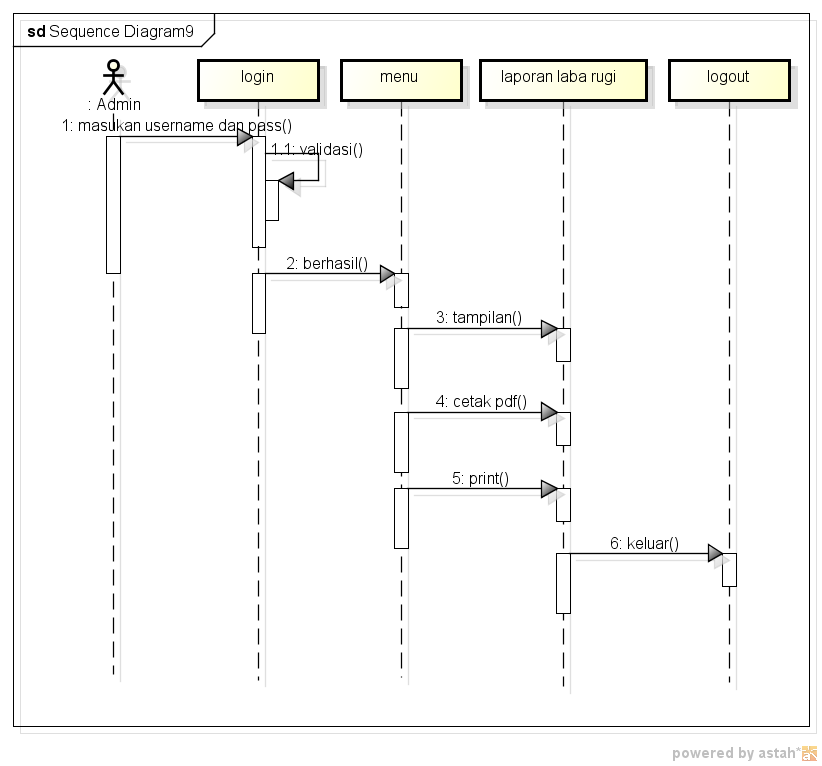 sd Sequence Diagram9
login
menu
laporan laba rugi
logout
: Admin
1: masukan username dan pass()
1.1: validasi()
2: berhasil()
3: tampilan()
4: cetak pdf()
5: print()
6: keluar()
powered by astah*